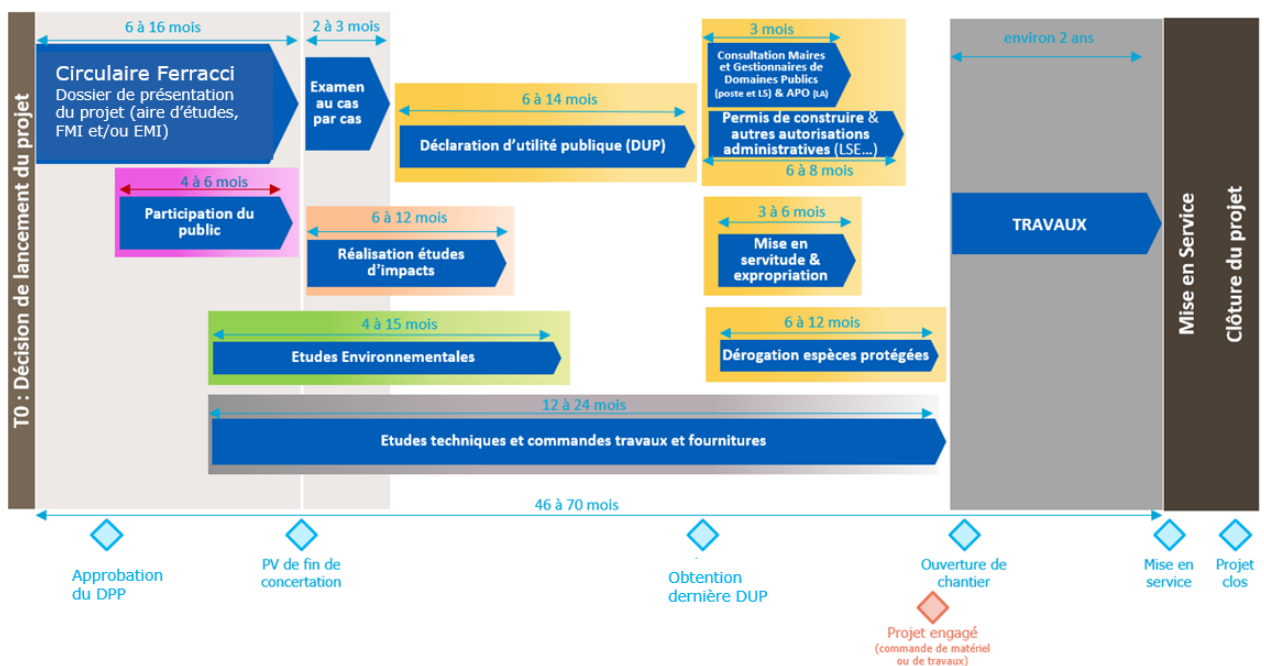 T0 : Décision de lancement du projet
6 à 16 mois
Circulaire Ferracci
Dossier de présentation
du projet (aire d'études,
FMI et/ou EMI)
2 à 3 mois
Examen
au cas
par cas
6 à 14 mois
Déclaration d'utilité publique (DUP)
3 mois
Consultation Maires
et Gestionnaires de
Domaines Publics
(poste et LS) & APO (LA)
Permis de construire &
autres autorisations
administratives (LSE...)
6 à 8 mois
4 à 6 mois
Participation du
public
6 à 12 mois
Réalisation études
d'impacts
3 à 6 mois
Mise en
servitude &
expropriation
4 à 15 mois
Etudes Environnementales
6 à 12 mois
Dérogation espèces protégées
12 à 24 mois
Etudes techniques et commandes travaux et fournitures
environ 2 ans
TRAVAUX
Mise en Service
Clôture du projet
46 à 70 mois
Approbation
du DPP
PV de fin de
concertation
Obtention
dernière DUP
Ouverture de
chantier
Mise en
service
Projet
clos
Projet engagé
(commande de matériel
ou de travaux)